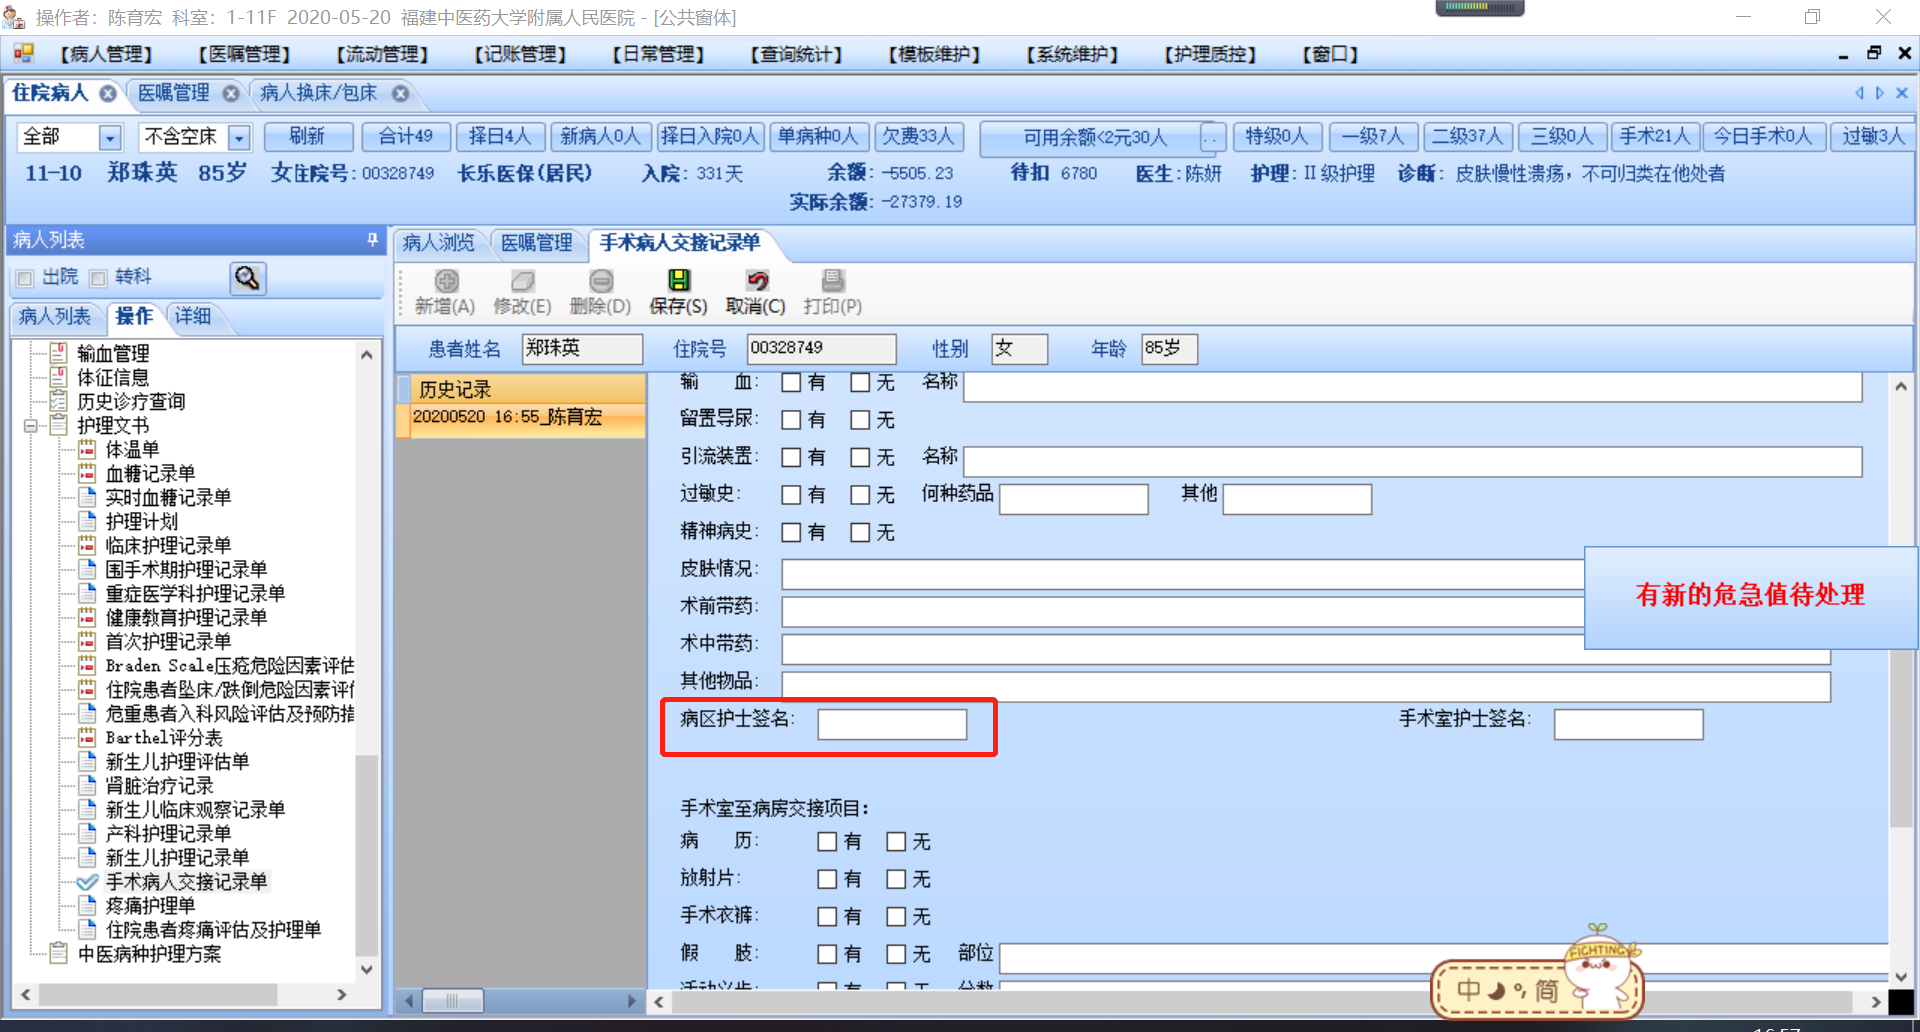 操作者：陈育宏 科室：1-11F 2020-05-20 福建中医药大学附属人民医院 - [公共窗体]
【病人管理】 【医嘱管理】 【流动管理】 【记账管理】 【日常管理】 【查询统计】 【模板维护】 【系统维护】 【护理质控】 【窗口】
住院病人 医嘱管理 病人换床/包床
全部 不含空床 刷新 合计49 择日4人 新病人0人 择日入院0人 单病种0人 欠费33人 可用余额<2元30人 .. 特级0人 一级7人 二级37人 三级0人 手术21人 今日手术0人 过敏3人
11-10 郑珠英 85岁 女住院号:00328749 长乐医保(居民) 入院: 331天 余额: -5505.23 待扣 6780 医生:陈妍 护理:Ⅱ级护理 诊断: 皮肤慢性溃疡，不可归类在他处者
实际余额: -27379.19
病人列表
出院 转科
病人列表 操作 详细
输血管理
体征信息
历史诊疗查询
护理文书
体温单
血糖记录单
实时血糖记录单
护理计划
临床护理记录单
围手术期护理记录单
重症医学科护理记录单
健康教育护理记录单
首次护理记录单
Braden Scale压疮危险因素评估
住院患者坠床/跌倒危险因素评
危重患者入科风险评估及预防措
Barthel评分表
新生儿护理评估单
肾脏治疗记录
新生儿临床观察记录单
产科护理记录单
新生儿护理记录单
手术病人交接记录单
疼痛护理单
住院患者疼痛评估及护理单
中医病种护理方案
病人浏览 医嘱管理 手术病人交接记录单
新增(A) 修改(E) 删除(D) 保存(S) 取消(C) 打印(P)
患者姓名 郑珠英 住院号 00328749 性别 女 年龄 85岁
历史记录
20200520 16:55_陈育宏
输 血: 有 无 名称
留置导尿: 有 无
引流装置: 有 无 名称
过敏史: 有 无 何种药品 其他
精神病史: 有 无
皮肤情况:
术前带药:
术中带药:
其他物品:
病区护士签名: 手术室护士签名:
有新的危急值待处理
手术室至病房交接项目:
病 历: 有 无
放射片: 有 无
手术衣裤: 有 无
假 肢: 有 无 部位
FIGHTING
中 简
16:57